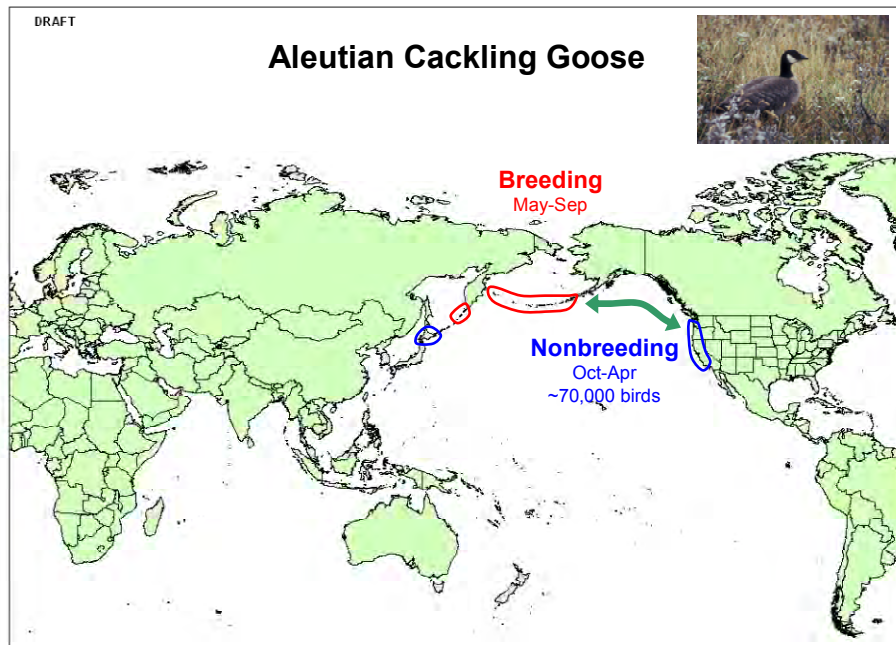 DRAFT
Aleutian Cackling Goose
Breeding
May-Sep
Nonbreeding
Oct-Apr
~70,000 birds